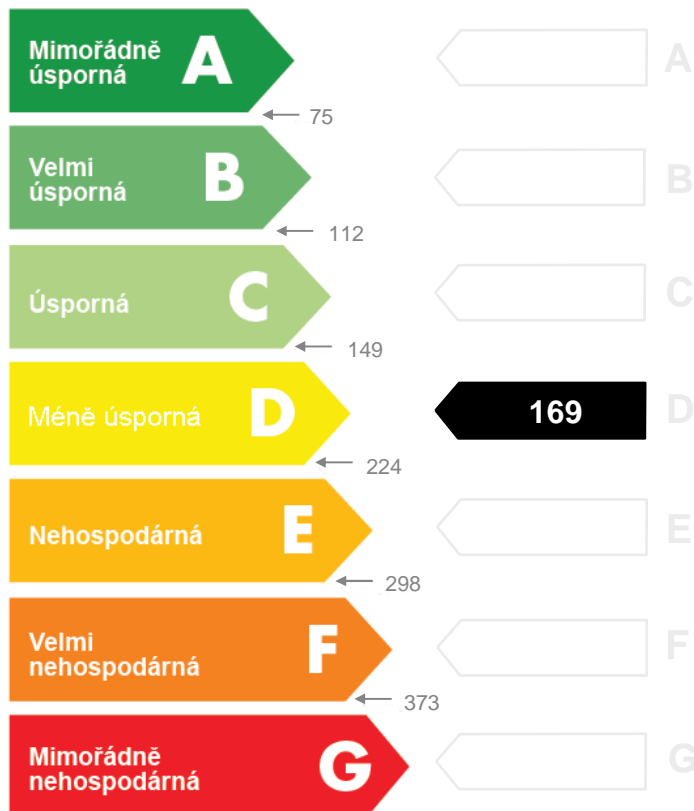 Mimořádně
úsporná
A
A
75
Velmi
úsporná
B
B
112
Úsporná
C
C
149
Méně úsporná
D
169
D
224
Nehospodárná
E
E
298
Velmi
nehospodárná
F
F
373
Mimořádně
nehospodárná
G
G